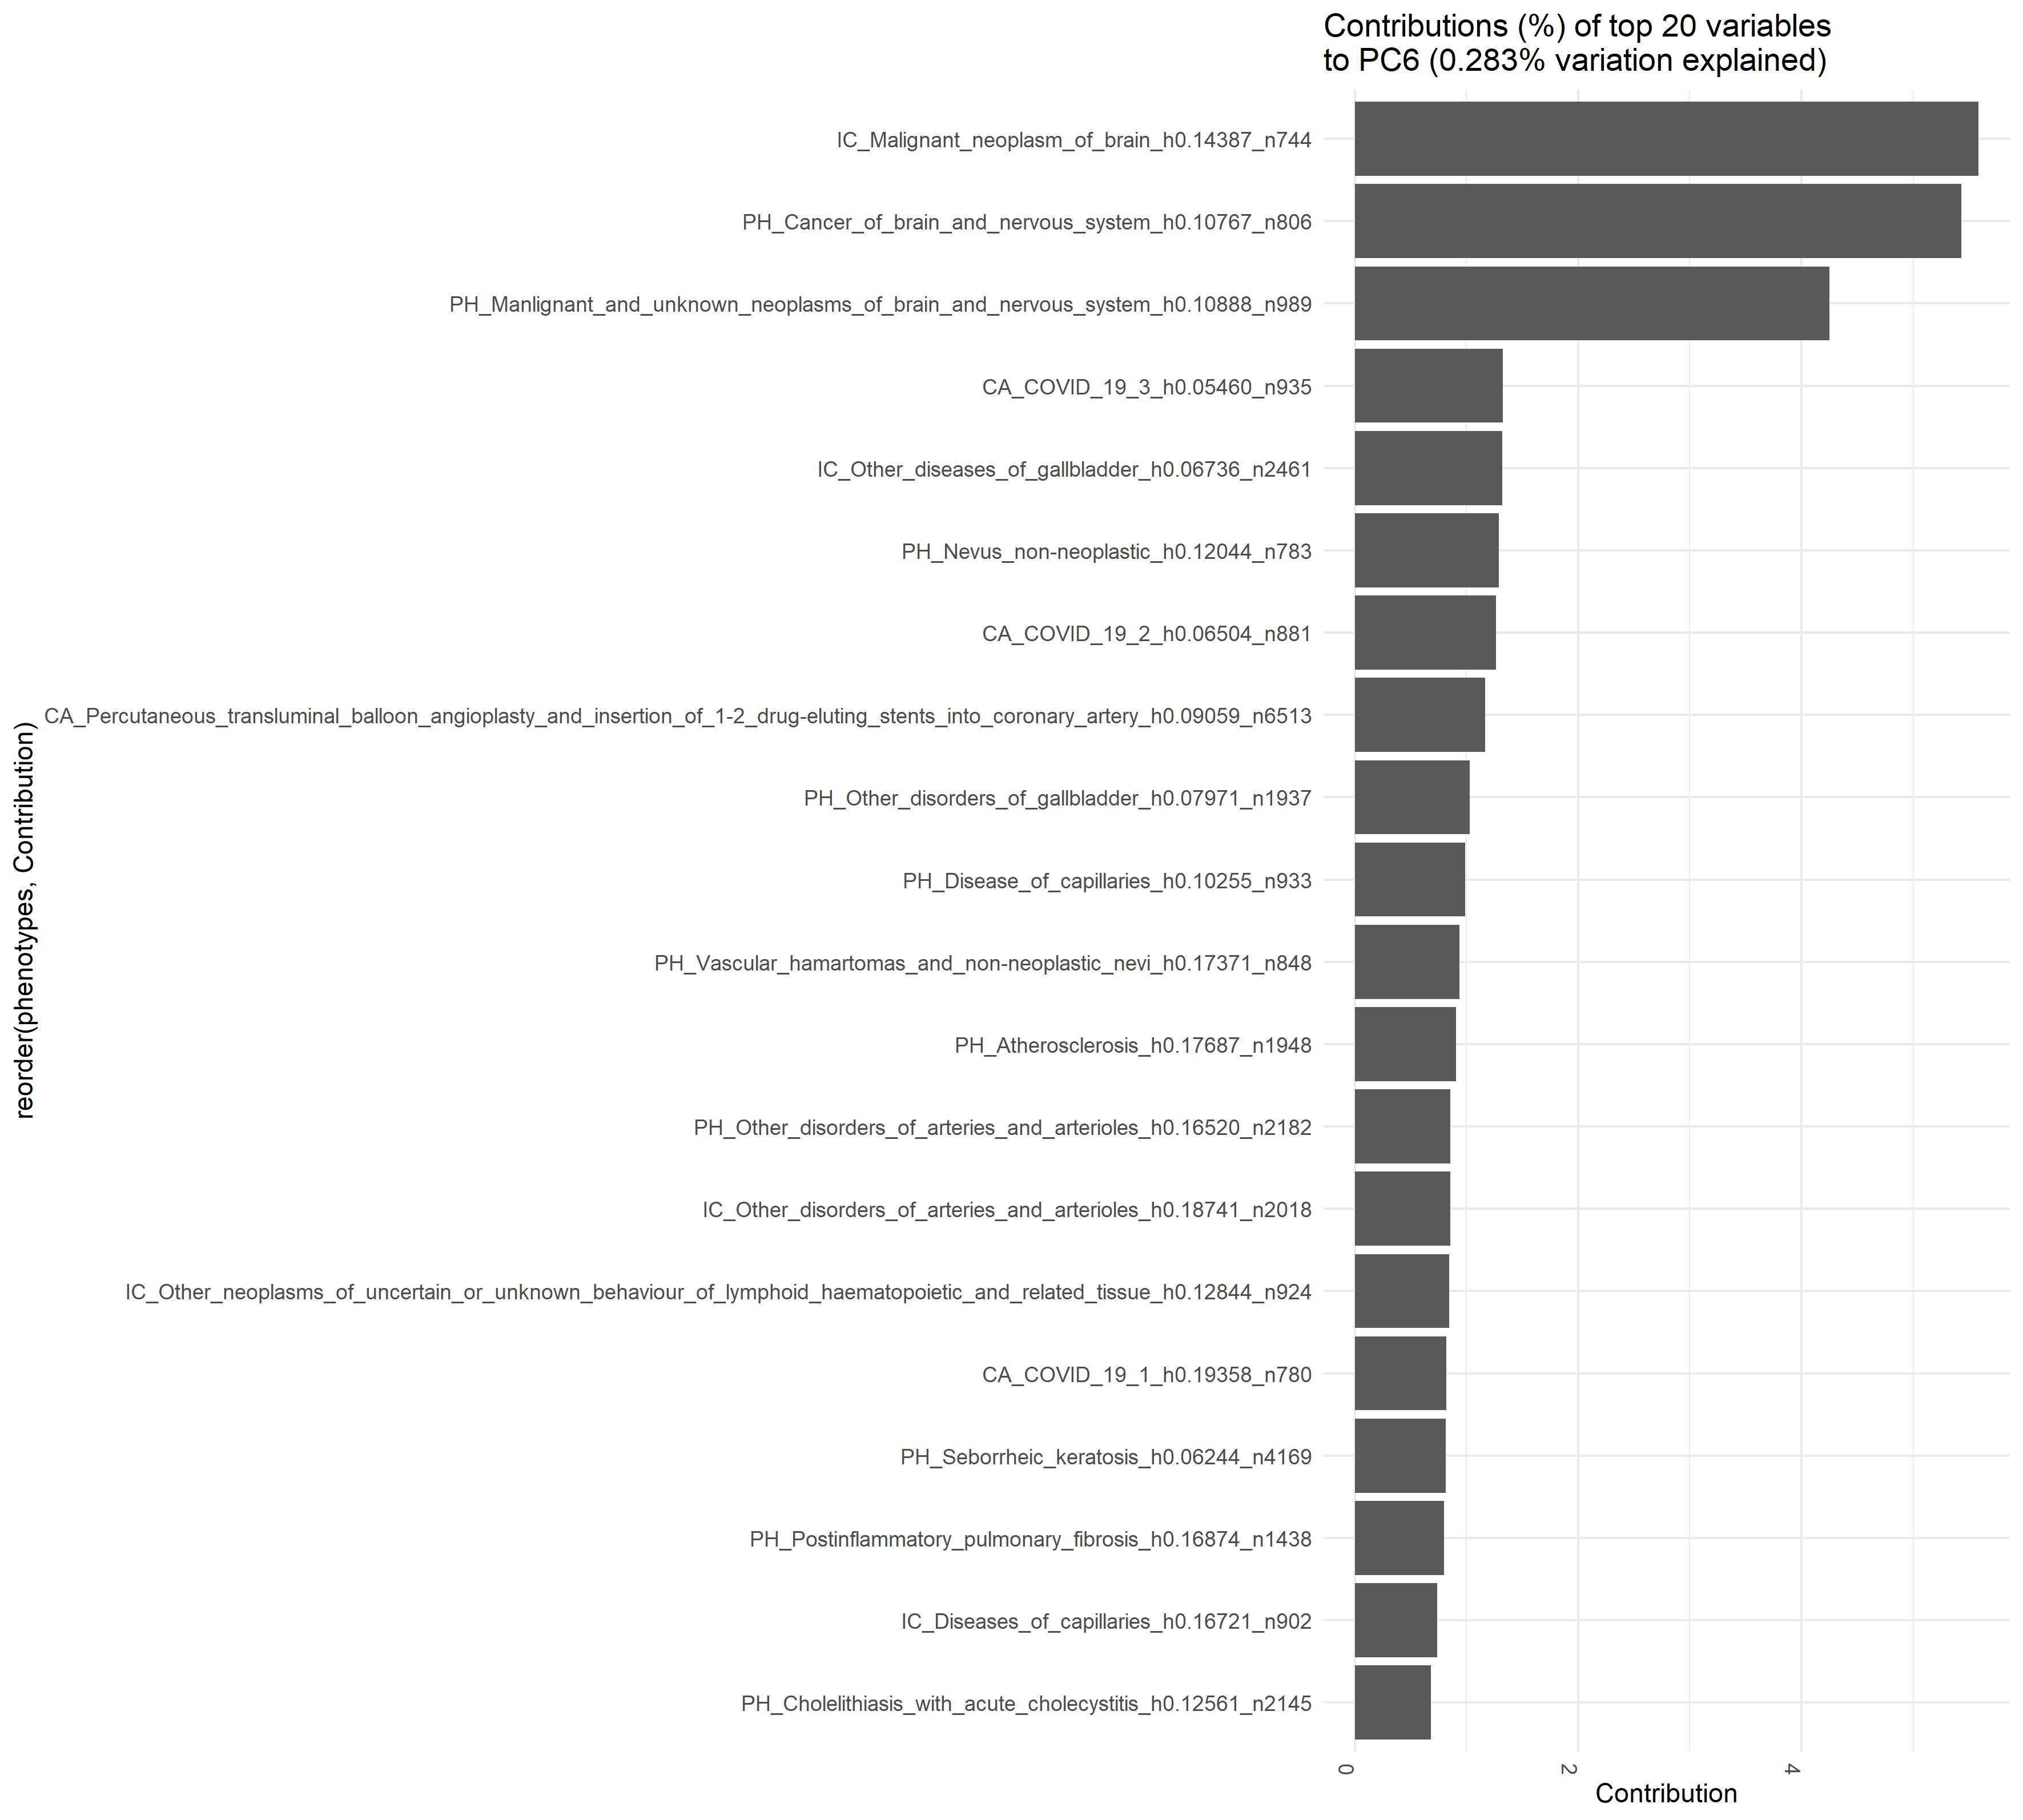 Contributions (%) of top 20 variables
to PC6 (0.283% variation explained)
IC_Malignant_neoplasm_of_brain_h0.14387_n744
PH_Cancer_of_brain_and_nervous_system_h0.10767_n806
PH_Manlignant_and_unknown_neoplasms_of_brain_and_nervous_system_h0.10888_n989
CA_COVID_19_3_h0.05460_n935
IC_Other_diseases_of_gallbladder_h0.06736_n2461
PH_Nevus_non-neoplastic_h0.12044_n783
CA_COVID_19_2_h0.06504_n881
CA_Percutaneous_transluminal_balloon_angioplasty_and_insertion_of_1-2_drug-eluting_stents_into_coronary_artery_h0.09059_n6513
PH_Other_disorders_of_gallbladder_h0.07971_n1937
PH_Disease_of_capillaries_h0.10255_n933
PH_Vascular_hamartomas_and_non-neoplastic_nevi_h0.17371_n848
PH_Atherosclerosis_h0.17687_n1948
PH_Other_disorders_of_arteries_and_arterioles_h0.16520_n2182
IC_Other_disorders_of_arteries_and_arterioles_h0.18741_n2018
IC_Other_neoplasms_of_uncertain_or_unknown_behaviour_of_lymphoid_haematopoietic_and_related_tissue_h0.12844_n924
CA_COVID_19_1_h0.19358_n780
PH_Seborrheic_keratosis_h0.06244_n4169
PH_Postinflammatory_pulmonary_fibrosis_h0.16874_n1438
IC_Diseases_of_capillaries_h0.16721_n902
PH_Cholelithiasis_with_acute_cholecystitis_h0.12561_n2145
reorder(phenotypes, Contribution)
0 2 4
Contribution